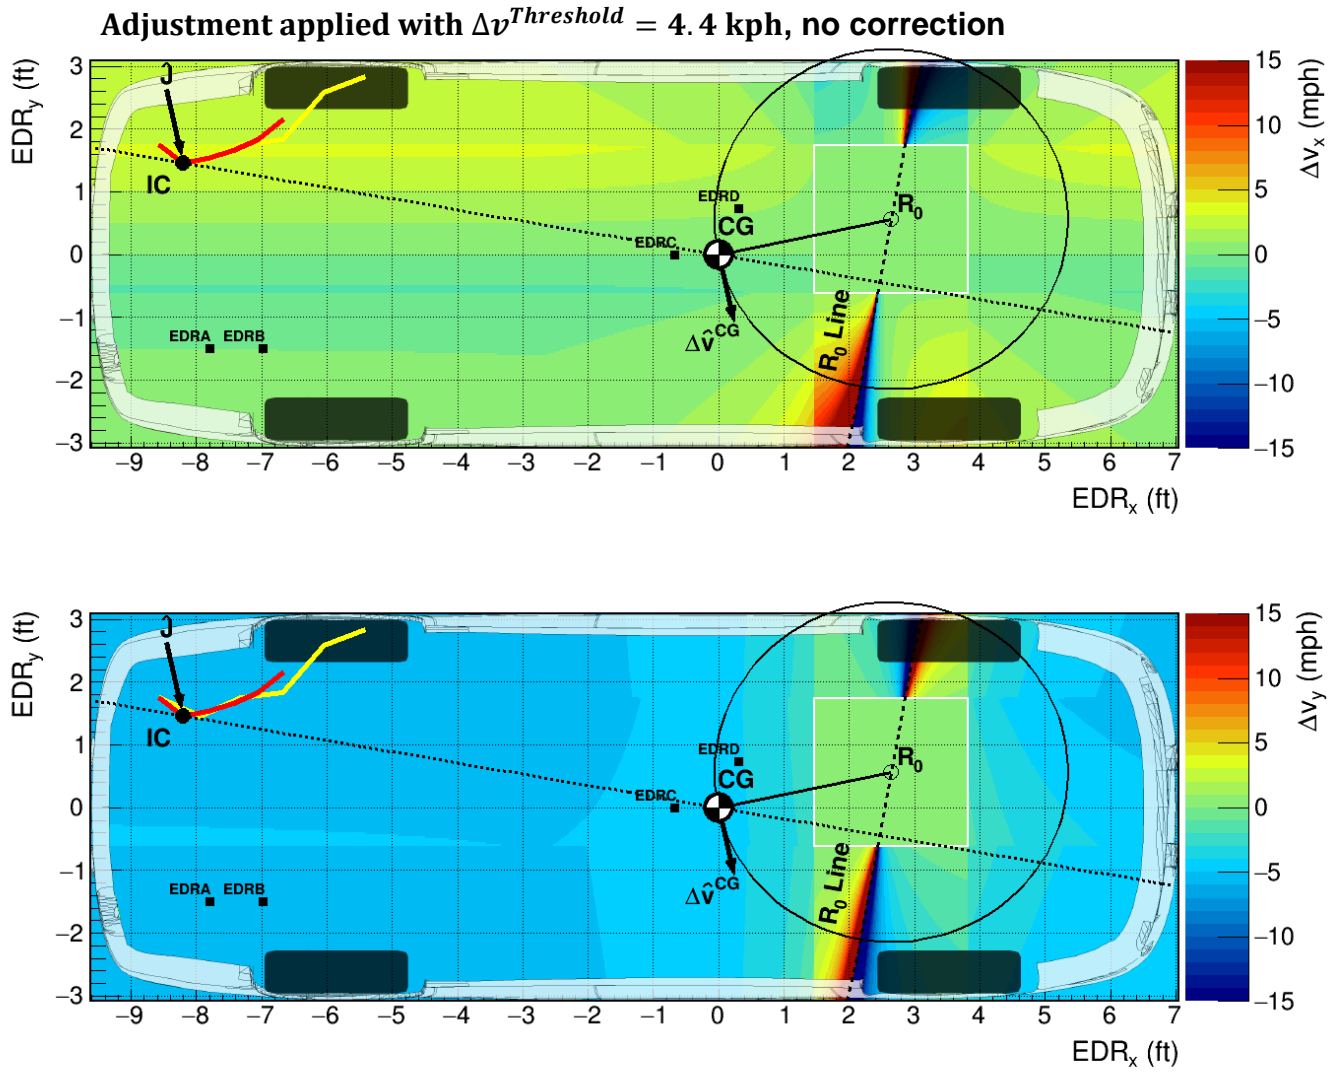 Adjustment applied with Δv^Threshold = 4.4 kph, no correction
EDR_y (ft)
3
2
1
0
−1
−2
−3
Ĵ
IC
EDRA EDRB
EDRC
EDRD
CG
Δv̂^CG
R_0
R_0 Line
−9 −8 −7 −6 −5 −4 −3 −2 −1 0 1 2 3 4 5 6 7
EDR_x (ft)
15
10
5
0
−5
−10
−15
Δv_x (mph)
EDR_y (ft)
3
2
1
0
−1
−2
−3
Ĵ
IC
EDRA EDRB
EDRC
EDRD
CG
Δv̂^CG
R_0
R_0 Line
−9 −8 −7 −6 −5 −4 −3 −2 −1 0 1 2 3 4 5 6 7
EDR_x (ft)
15
10
5
0
−5
−10
−15
Δv_y (mph)